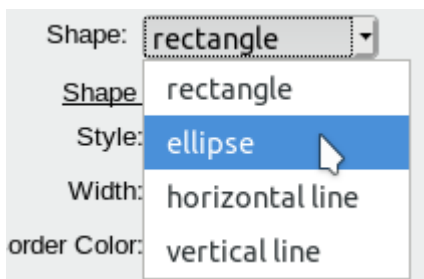 Shape: rectangle
rectangle
Shape
ellipse
Style:
horizontal line
Width:
vertical line
order Color: